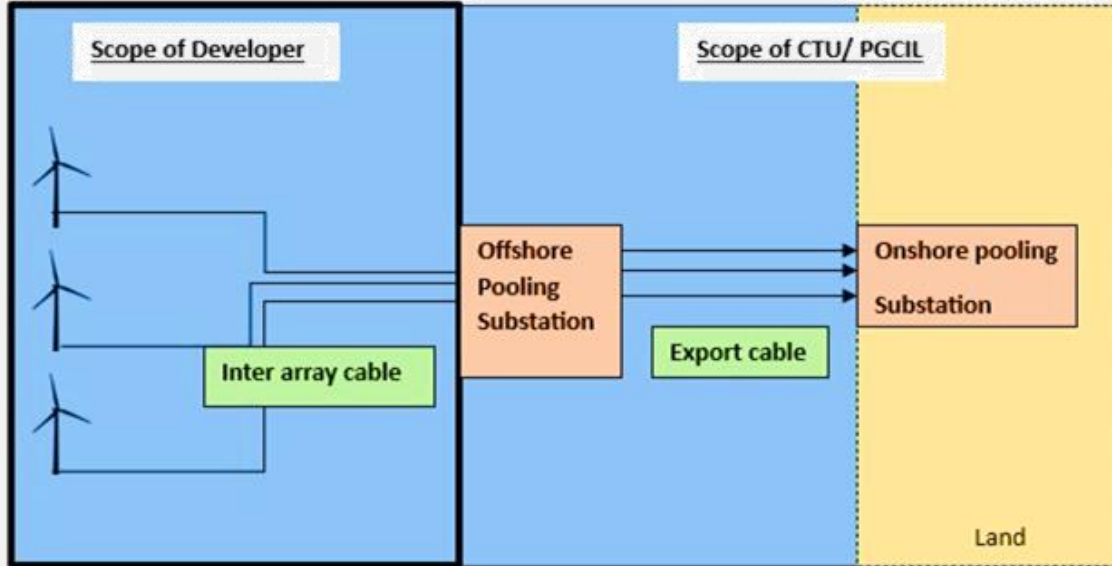 Scope of Developer
Scope of CTU/ PGCIL
Offshore
Pooling
Substation
Onshore pooling
Substation
Inter array cable
Export cable
Land